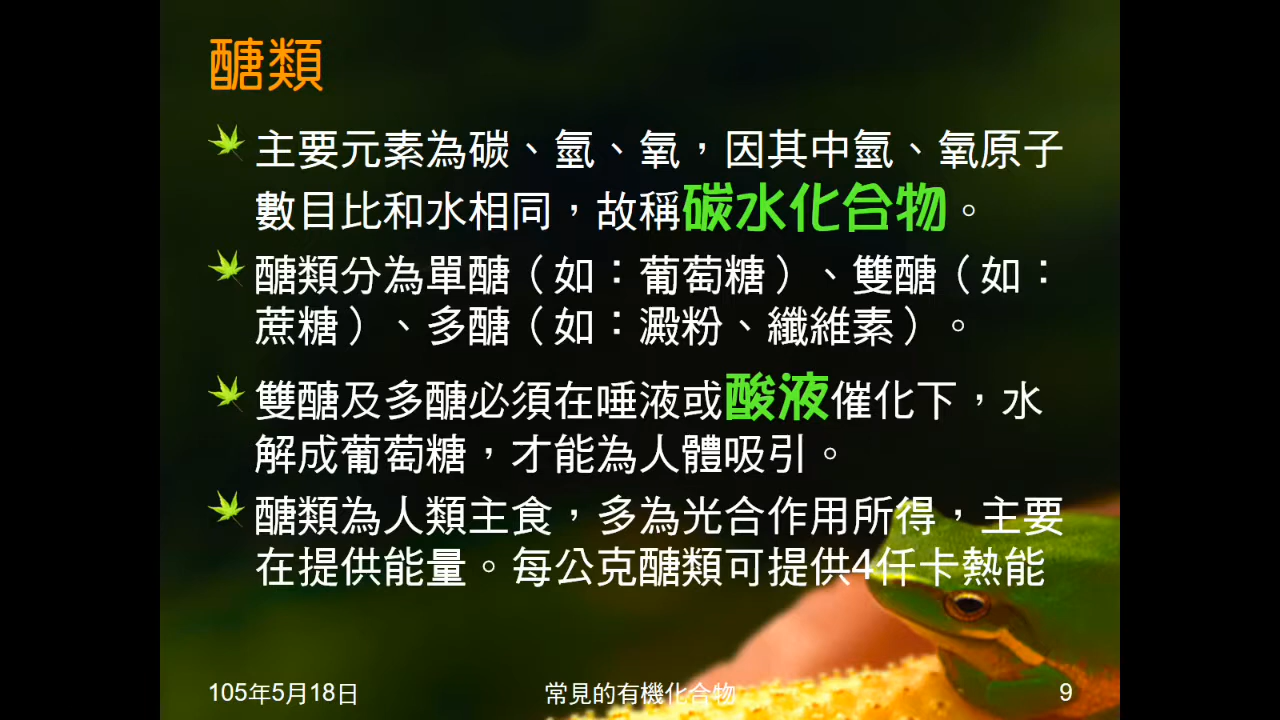 醣類
主要元素為碳、氫、氧，因其中氫、氧原子
數目比和水相同，故稱碳水化合物。
醣類分為單醣（如：葡萄糖）、雙醣（如：
蔗糖）、多醣（如：澱粉、纖維素）。
雙醣及多醣必須在唾液或酸液催化下，水
解成葡萄糖，才能為人體吸引。
醣類為人類主食，多為光合作用所得，主要
在提供能量。每公克醣類可提供4仟卡熱能
105年5月18日
常見的有機化合物
9